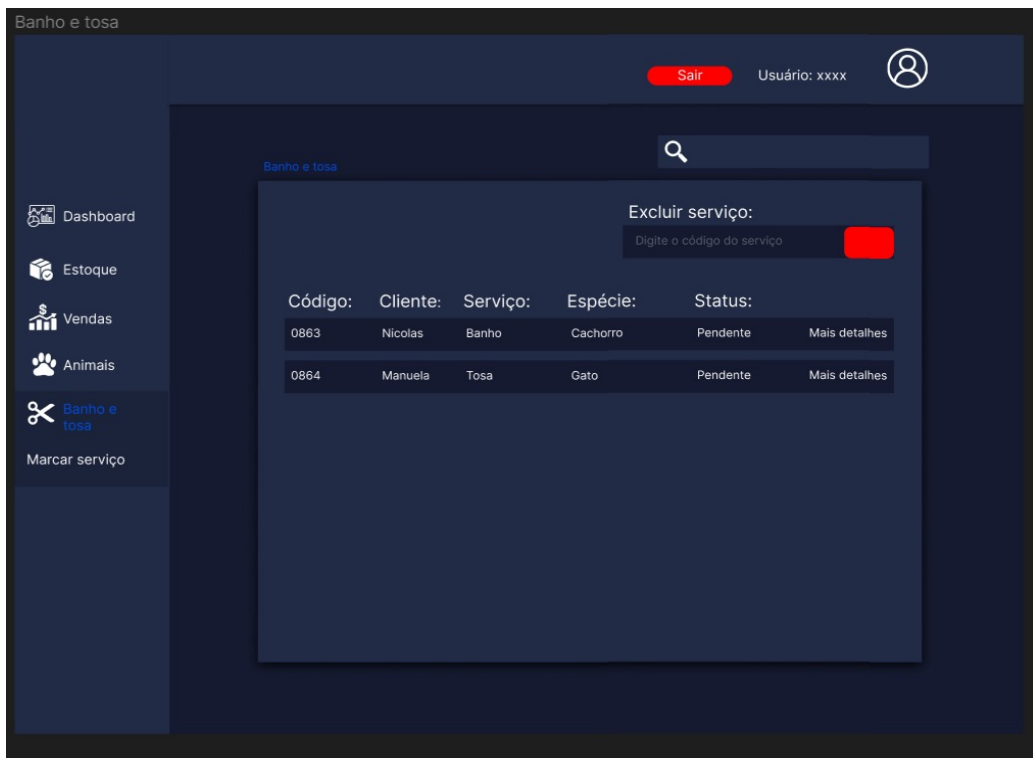 Banho e tosa
Sair
Usuário: xxxx
Banho e tosa
Dashboard
Estoque
Vendas
Animais
Banho e
tosa
Marcar serviço
Excluir serviço:
Digite o código do serviço
Código: Cliente: Serviço: Espécie: Status:
0863 Nicolas Banho Cachorro Pendente Mais detalhes
0864 Manuela Tosa Gato Pendente Mais detalhes